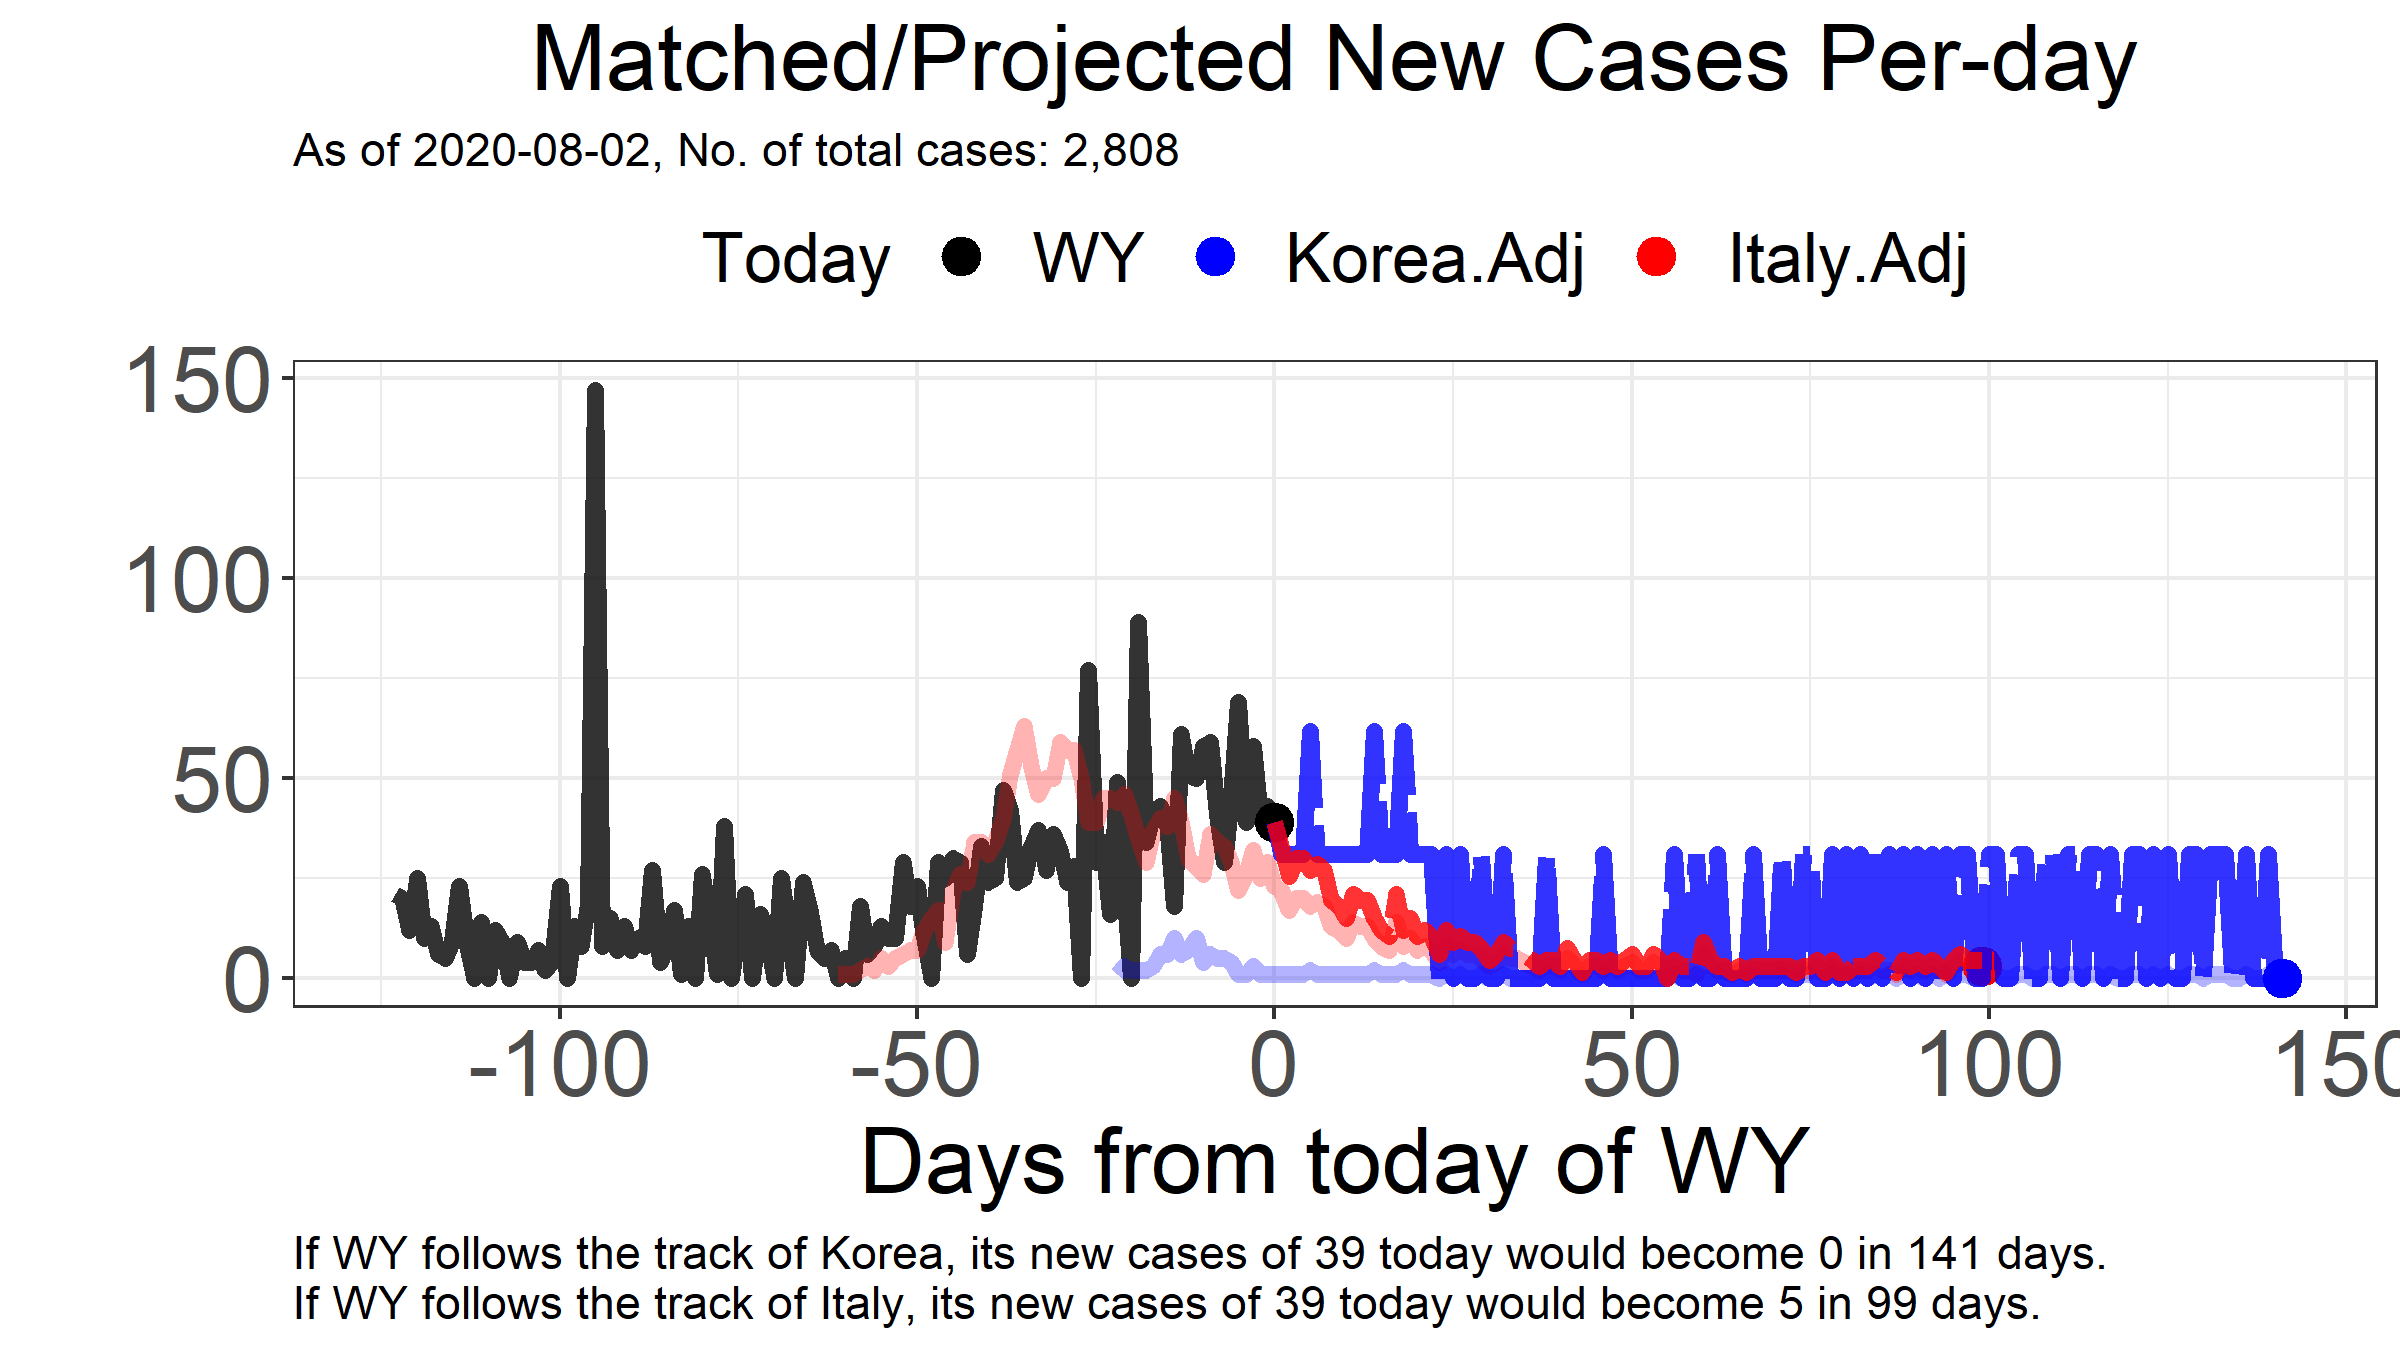 Matched/Projected New Cases Per-day
As of 2020-08-02, No. of total cases: 2,808
Today WY Korea.Adj Italy.Adj
150
100
50
0
-100 -50 0 50 100 150
Days from today of WY
If WY follows the track of Korea, its new cases of 39 today would become 0 in 141 days.
If WY follows the track of Italy, its new cases of 39 today would become 5 in 99 days.